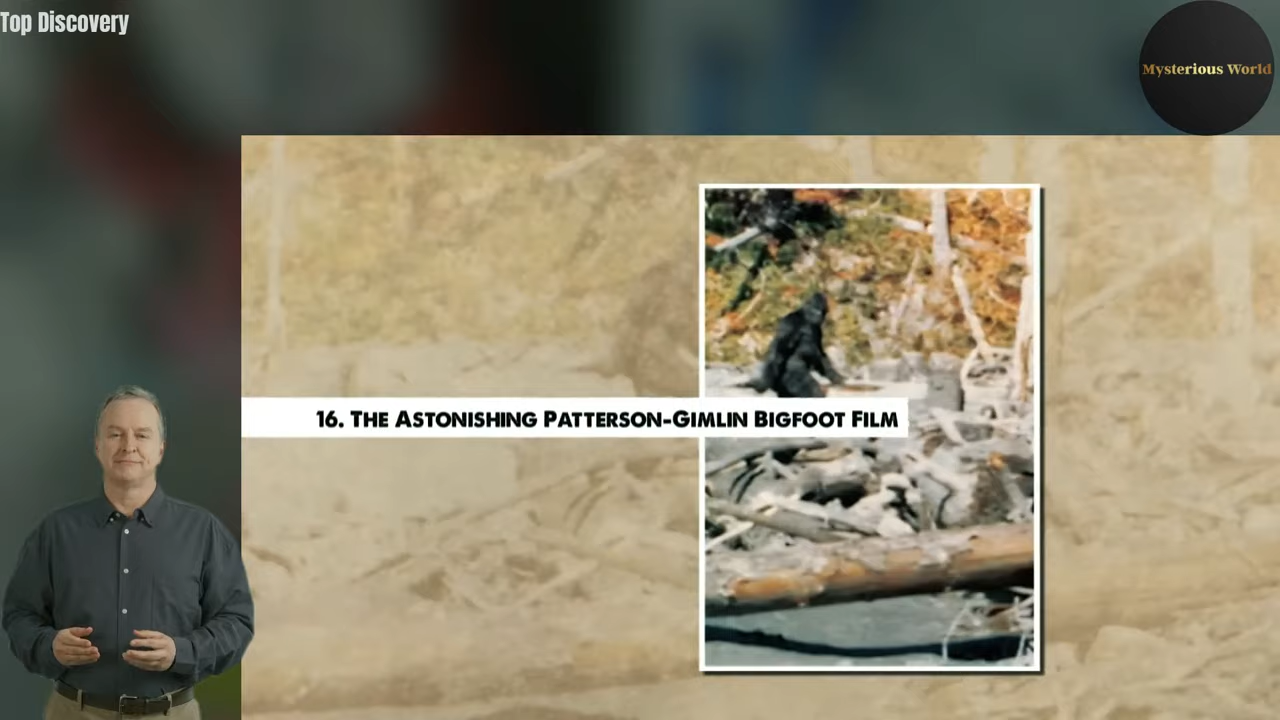 Top Discovery
Mysterious World
16. The Astonishing Patterson-Gimlin Bigfoot Film